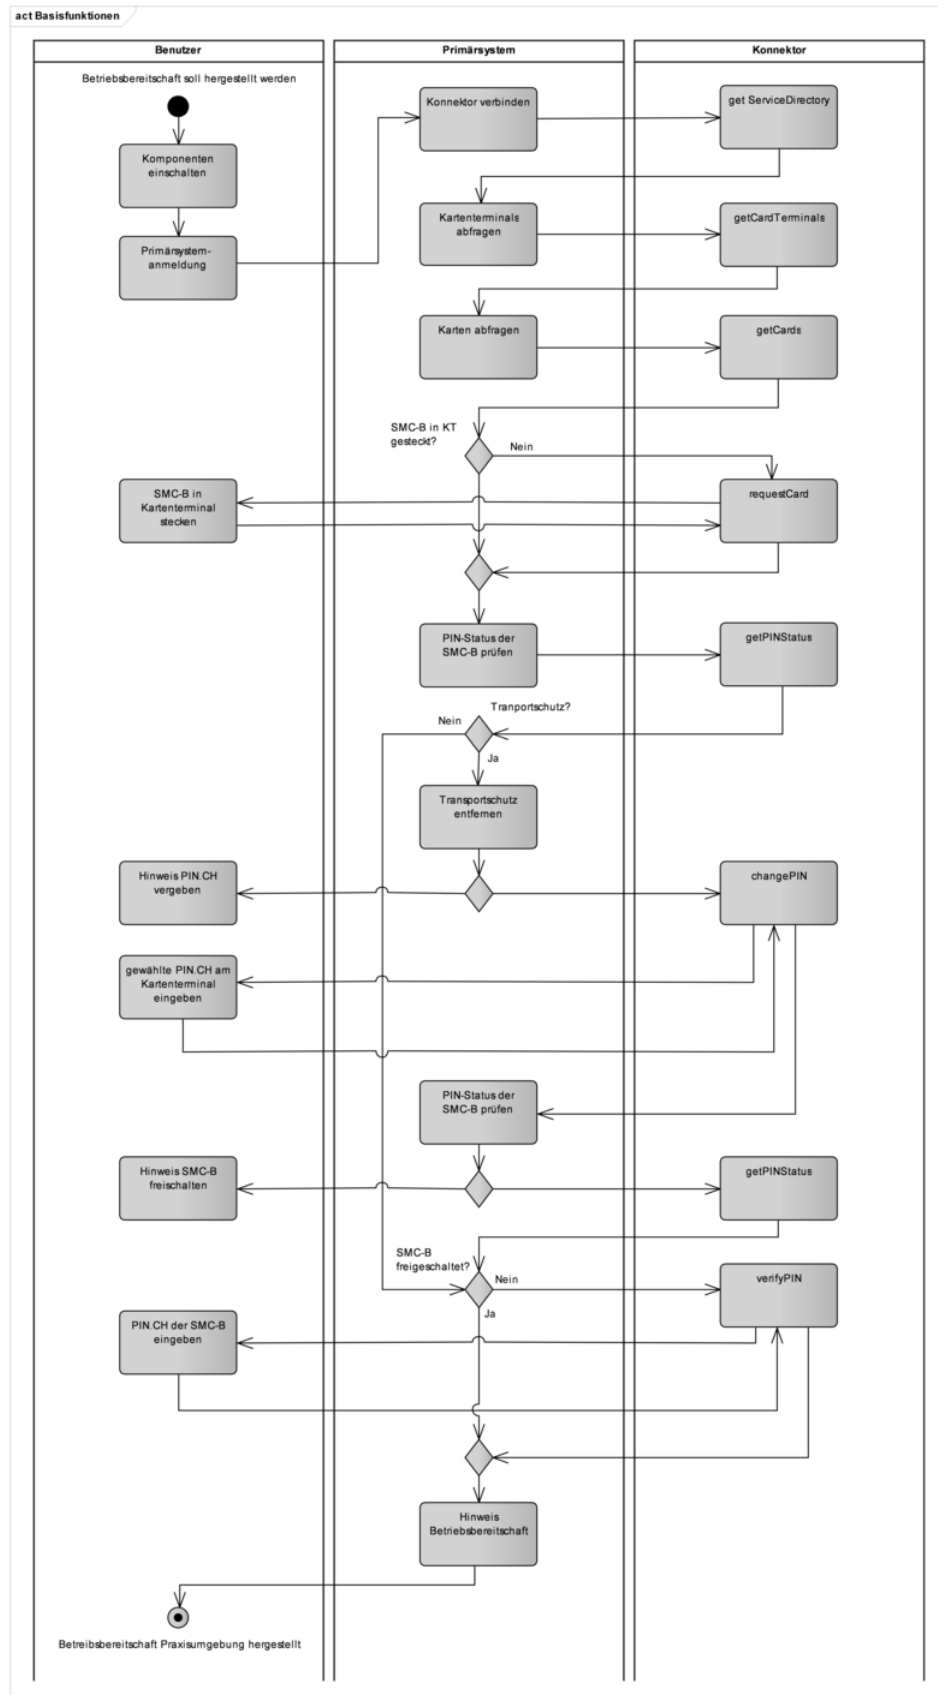 act Basisfunktionen
Benutzer
Primärsystem
Konnektor
Betriebsbereitschaft soll hergestellt werden
Konnektor verbinden
get ServiceDirectory
Komponenten
einschalten
Kartenterminals
abfragen
getCardTerminals
Primärsystem-
anmeldung
Karten abfragen
getCards
SMC-B in KT
gesteckt?
Nein
SMC-B in
Kartenterminal
stecken
requestCard
PIN-Status der
SMC-B prüfen
getPINStatus
Tranportschutz?
Nein
Ja
Transportschutz
entfernen
Hinweis PIN.CH
vergeben
changePIN
gewählte PIN.CH am
Kartenterminal
eingeben
PIN-Status der
SMC-B prüfen
Hinweis SMC-B
freischalten
getPINStatus
SMC-B
freigeschaltet?
Nein
verifyPIN
Ja
PIN.CH der SMC-B
eingeben
Hinweis
Betriebsbereitschaft
Betreibsbereitschaft Praxisumgebung hergestellt